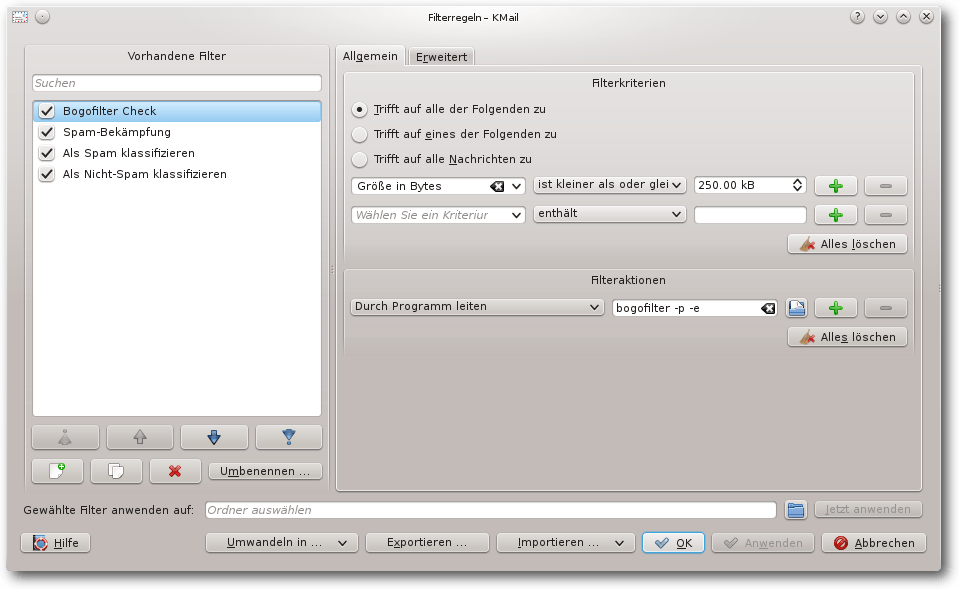 Filterregeln – KMail
Vorhandene Filter
Suchen
Bogofilter Check
Spam-Bekämpfung
Als Spam klassifizieren
Als Nicht-Spam klassifizieren
Umbenennen ...
Allgemein
Erweitert
Filterkriterien
Trifft auf alle der Folgenden zu
Trifft auf eines der Folgenden zu
Trifft auf alle Nachrichten zu
Größe in Bytes ist kleiner als oder glei 250.00 kB
Wählen Sie ein Kriteriur enthält
Alles löschen
Filteraktionen
Durch Programm leiten bogofilter -p -e
Alles löschen
Gewählte Filter anwenden auf: Ordner auswählen Jetzt anwenden
Hilfe Umwandeln in ... Exportieren ... Importieren ... OK Anwenden Abbrechen